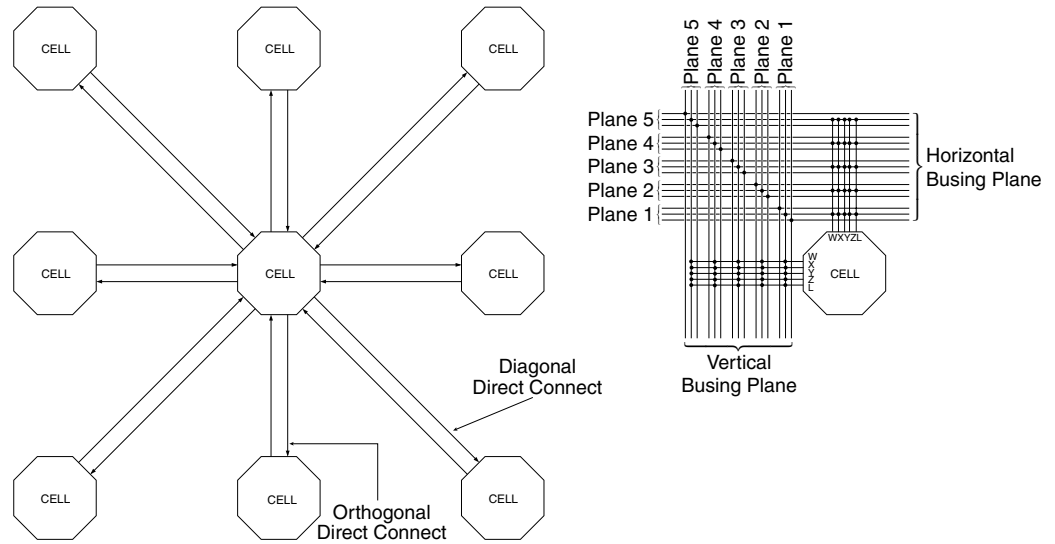 CELL
CELL
CELL
CELL
CELL
CELL
CELL
CELL
CELL
Diagonal
Direct Connect
Orthogonal
Direct Connect
Plane 5
Plane 4
Plane 3
Plane 2
Plane 1
Plane 5
Plane 4
Plane 3
Plane 2
Plane 1
Horizontal
Busing Plane
WXYZL
W
X
Y
Z
L
CELL
Vertical
Busing Plane